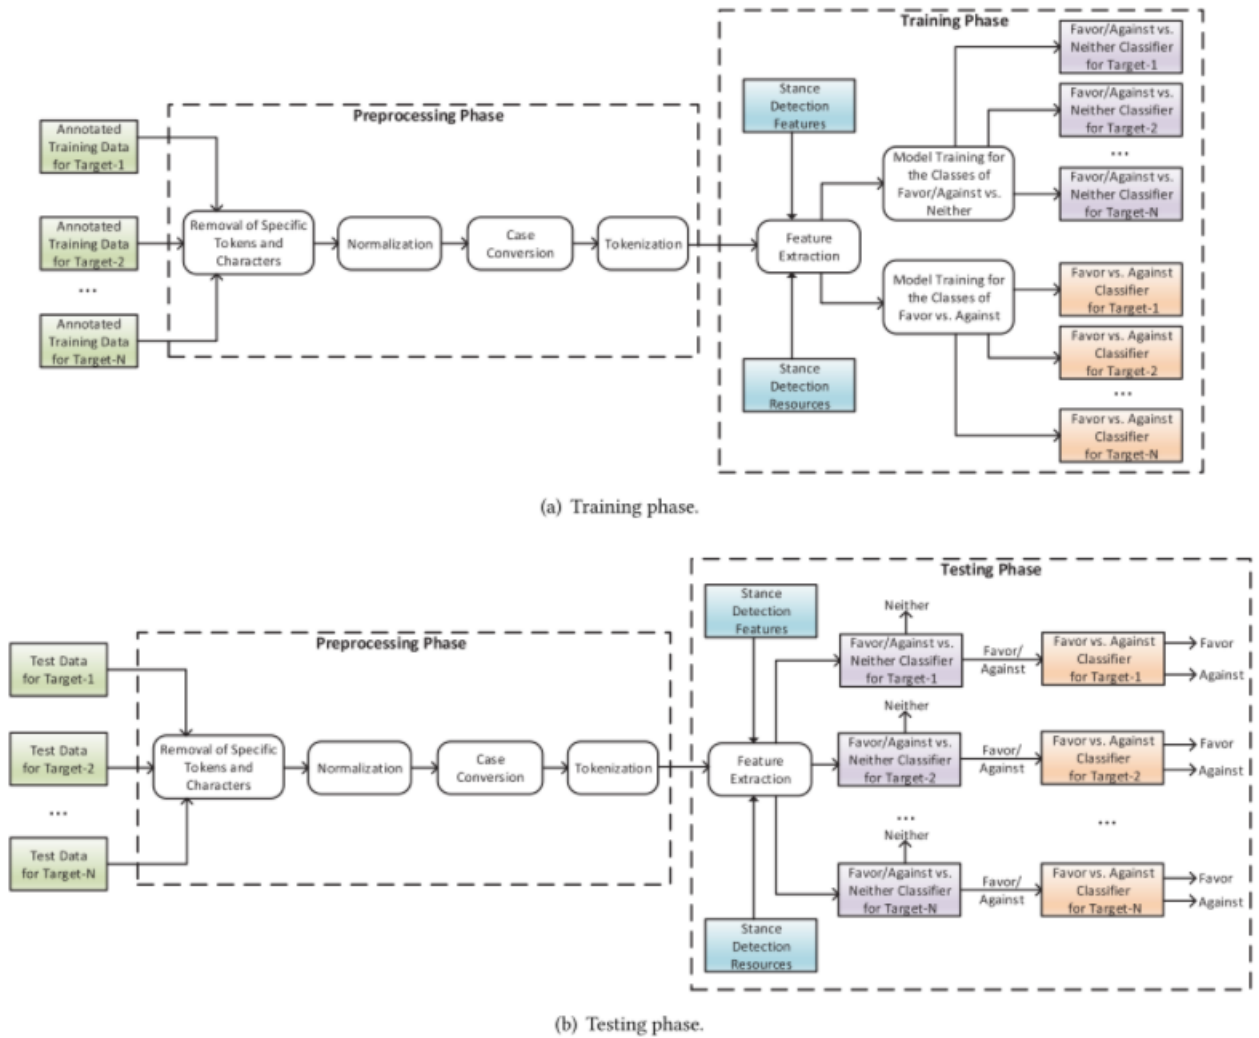 Training Phase
Preprocessing Phase
Annotated
Training Data
for Target-1
Annotated
Training Data
for Target-2
...
Annotated
Training Data
for Target-N
Removal of Specific
Tokens and
Characters
Normalization
Case
Conversion
Tokenization
Stance
Detection
Features
Feature
Extraction
Stance
Detection
Resources
Model Training for
the Classes of
Favor/Against vs.
Neither
Model Training for
the Classes of
Favor vs. Against
Favor/Against vs.
Neither Classifier
for Target-1
Favor/Against vs.
Neither Classifier
for Target-2
...
Favor/Against vs.
Neither Classifier
for Target-N
Favor vs. Against
Classifier
for Target-1
Favor vs. Against
Classifier
for Target-2
...
Favor vs. Against
Classifier
for Target-N
(a) Training phase.
Testing Phase
Preprocessing Phase
Test Data
for Target-1
Test Data
for Target-2
...
Test Data
for Target-N
Removal of Specific
Tokens and
Characters
Normalization
Case
Conversion
Tokenization
Stance
Detection
Features
Feature
Extraction
Stance
Detection
Resources
Neither
Favor/Against vs.
Neither Classifier
for Target-1
Favor/
Against
Favor vs. Against
Classifier
for Target-1
Favor
Against
Neither
Favor/Against vs.
Neither Classifier
for Target-2
Favor/
Against
Favor vs. Against
Classifier
for Target-2
Favor
Against
...
...
Neither
Favor/Against vs.
Neither Classifier
for Target-N
Favor/
Against
Favor vs. Against
Classifier
for Target-N
Favor
Against
(b) Testing phase.